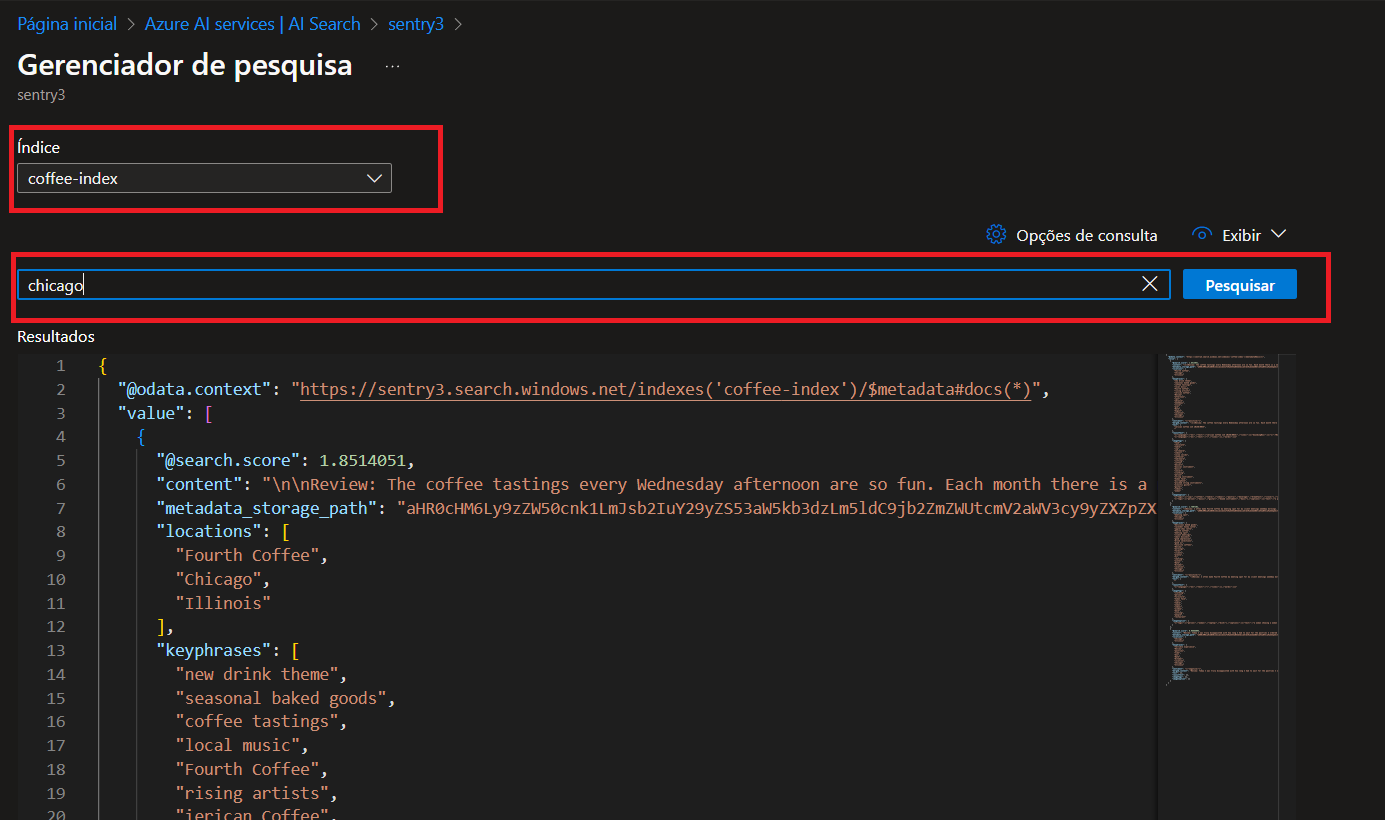 Página inicial > Azure AI services | AI Search > sentry3 >
Gerenciador de pesquisa ...
sentry3
Índice
coffee-index
Opções de consulta Exibir
chicago Pesquisar
Resultados
1 {
2 "@odata.context": "https://sentry3.search.windows.net/indexes('coffee-index')/$metadata#docs(*)",
3 "value": [
4 {
5 "@search.score": 1.8514051,
6 "content": "\n\nReview: The coffee tastings every Wednesday afternoon are so fun. Each month there is a
7 "metadata_storage_path": "aHR0cHM6Ly9zZW50cnk1LmJsb2IuY29yZS53aW5kb3dzLm5ldC9jb2ZmZWUtcmV2aWV3cy9yZXZpZX
8 "locations": [
9 "Fourth Coffee",
10 "Chicago",
11 "Illinois"
12 ],
13 "keyphrases": [
14 "new drink theme",
15 "seasonal baked goods",
16 "coffee tastings",
17 "local music",
18 "Fourth Coffee",
19 "rising artists",
20 "ierican Coffee",